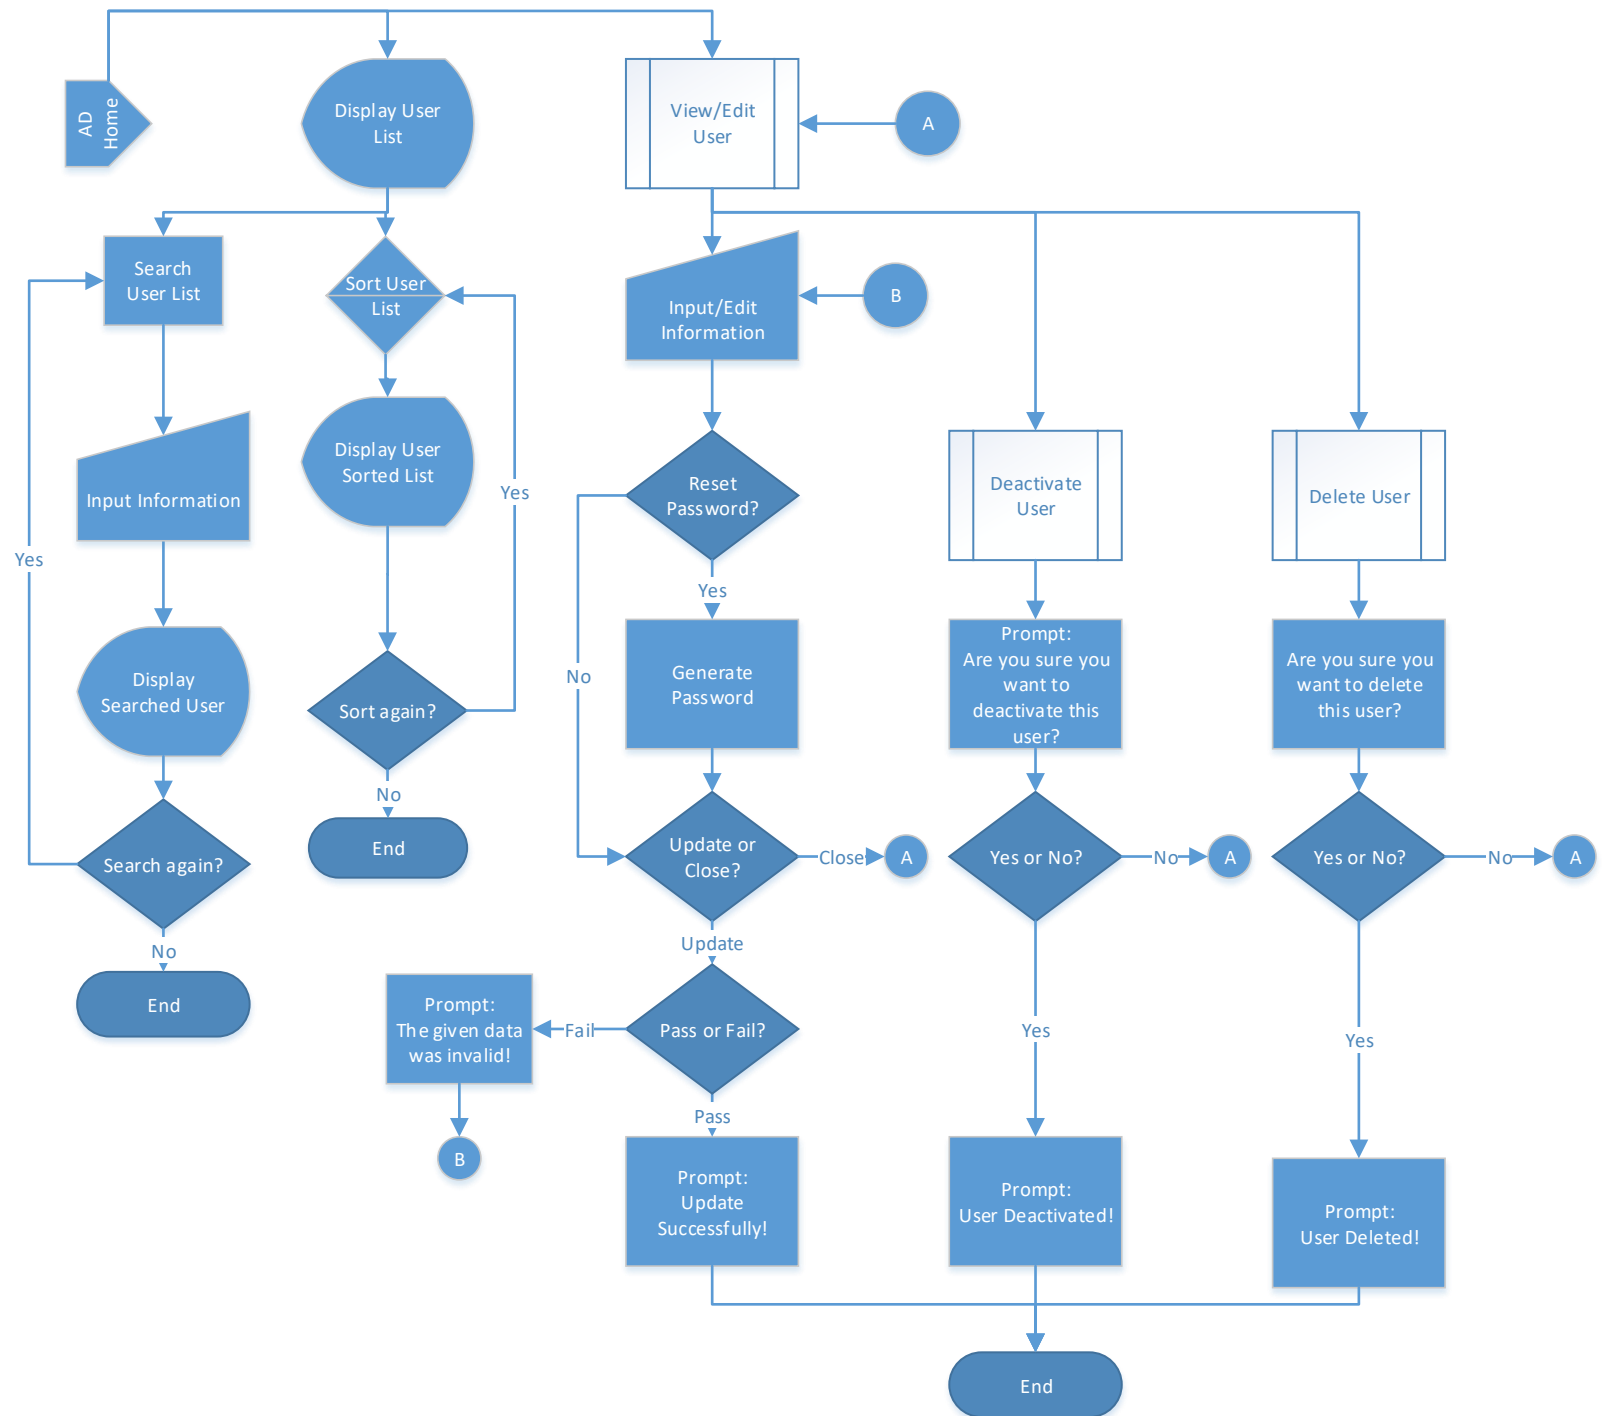 AD
Home
Display User
List
View/Edit
User
A
Search
User List
Sort User
List
Input/Edit
Information
B
Input Information
Display User
Sorted List
Yes
Reset
Password?
Deactivate
User
Delete User
Yes
Yes
No
Generate
Password
Prompt:
Are you sure you
want to
deactivate this
user?
Are you sure you
want to delete
this user?
Display
Searched User
Sort again?
No
End
Search again?
Update or
Close?
Close
A
Yes or No?
No
A
Yes or No?
No
A
No
End
Update
Prompt:
The given data
was invalid!
Fail
Pass or Fail?
Yes
Yes
Pass
B
Prompt:
Update
Successfully!
Prompt:
User Deactivated!
Prompt:
User Deleted!
End